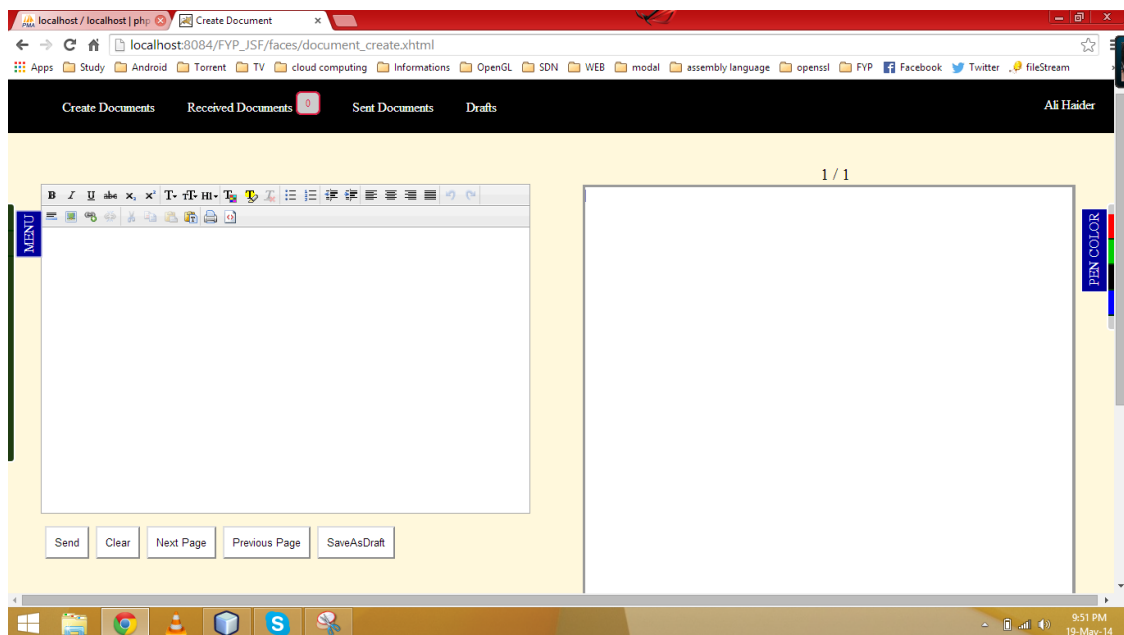 localhost / localhost | php Create Document
localhost:8084/FYP_JSF/faces/document_create.xhtml
Apps Study Android Torrent TV cloud computing Informations OpenGL SDN WEB modal assembly language openssl FYP Facebook Twitter fileStream
Create Documents Received Documents 0 Sent Documents Drafts Ali Haider
1 / 1
MENU
PEN COLOR
Send Clear Next Page Previous Page SaveAsDraft
9:51 PM
19-May-14